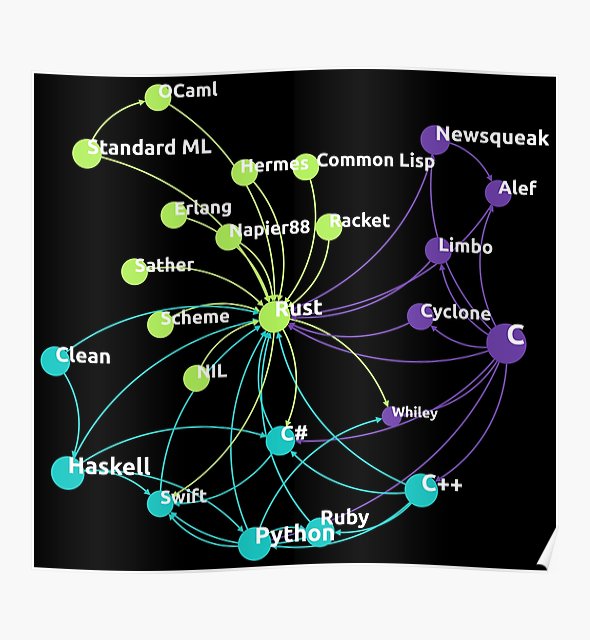 OCaml
Standard ML
Newsqueak
Hermes
Common Lisp
Alef
Erlang
Napier88
Racket
Limbo
Sather
Rust
Scheme
Cyclone
C
Clean
NIL
Whiley
C#
Haskell
C++
Swift
Ruby
Python